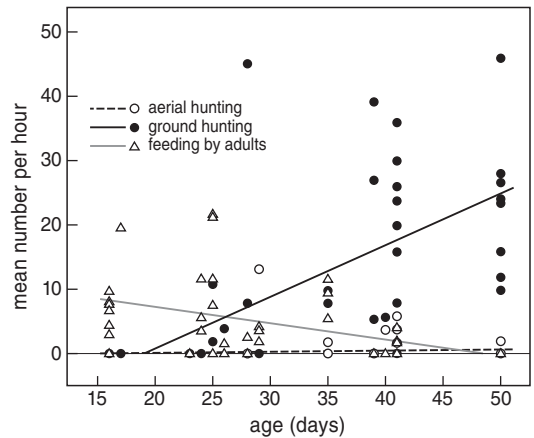 50
40
30
20
10
0
mean number per hour
aerial hunting
ground hunting
feeding by adults
15 20 25 30 35 40 45 50
age (days)